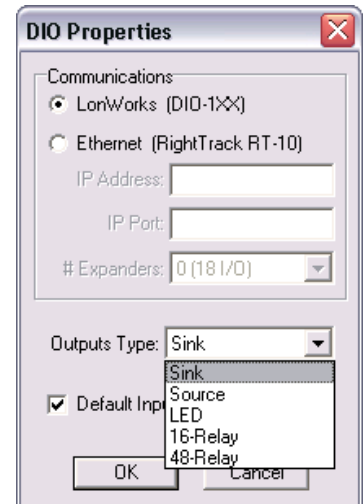 DIO Properties
Communications
LonWorks (DIO-1XX)
Ethernet (RightTrack RT-10)
IP Address:
IP Port:
# Expanders: 0 (18 I/O)
Outputs Type: Sink
Sink
Source
LED
16-Relay
48-Relay
Default Inp
OK
Cancel